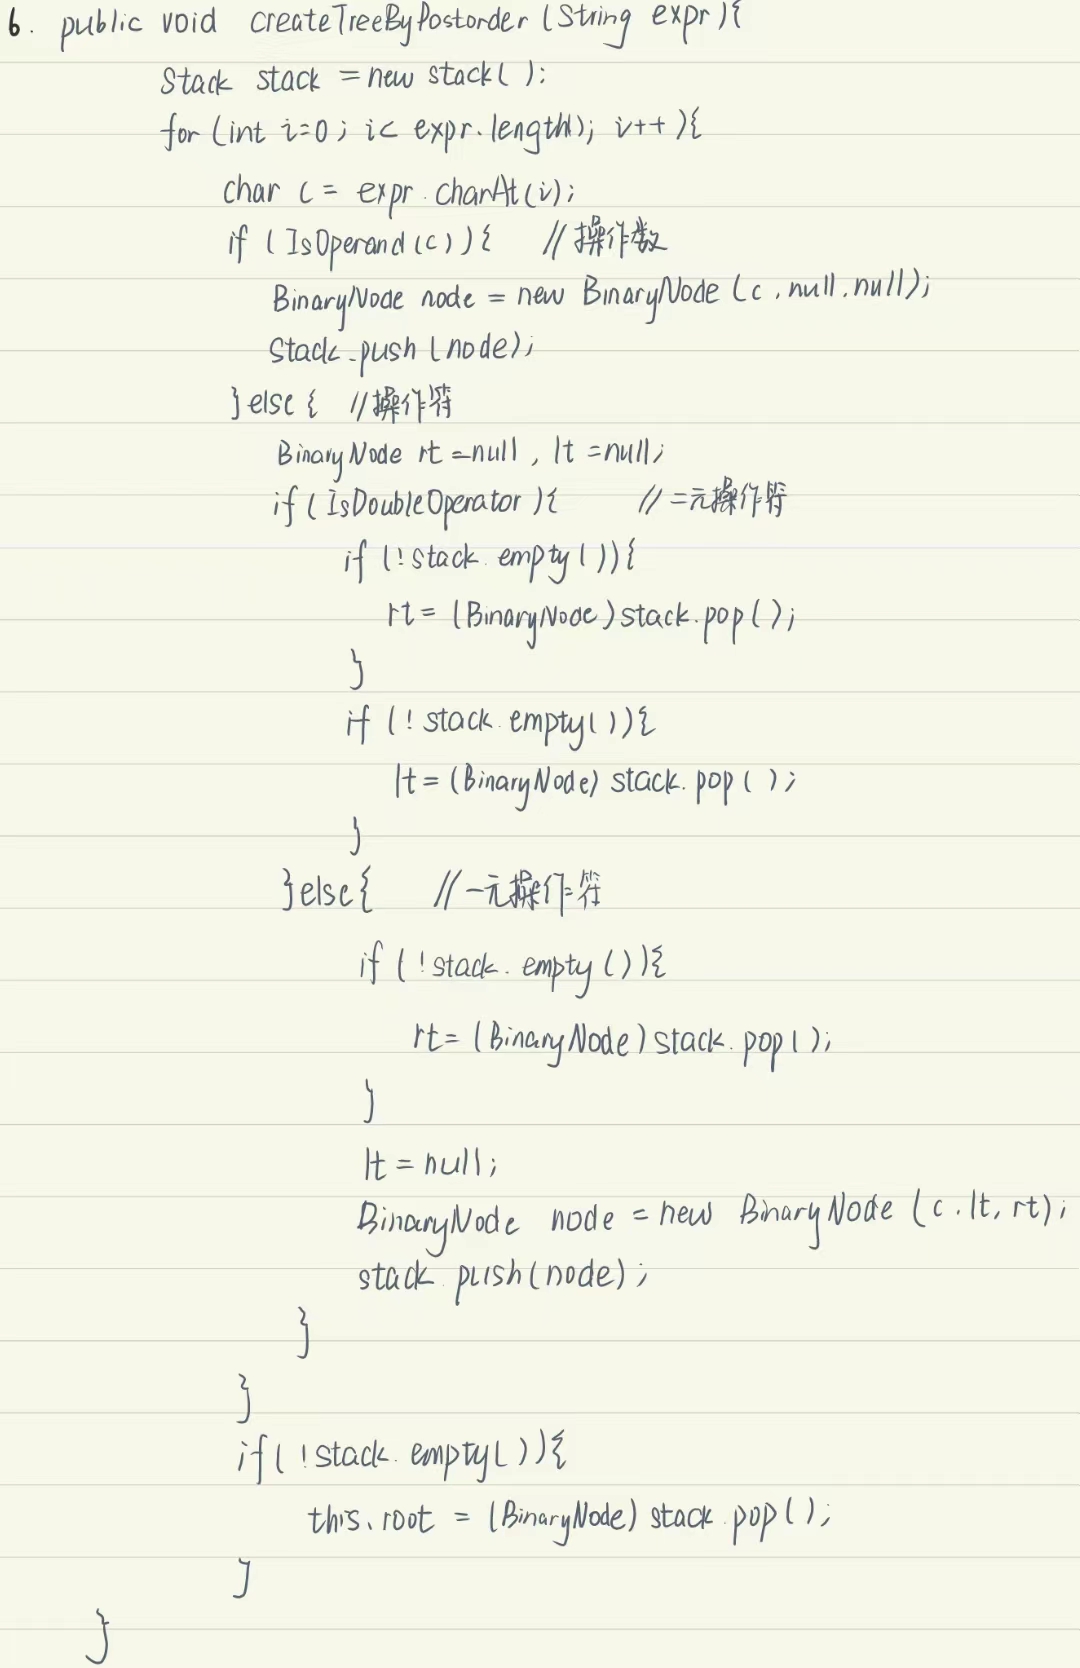 6. public void createTreeByPostorder (String expr){
Stack stack = new stack( );
for (int i=0; i< expr.length); i++ ){
char c = expr.charAt(i);
if ( IsOperand(c)){ //操作数
BinaryNode node = new BinaryNode (c,null,null);
Stack.push (node);
}else { //操作符
BinaryNode rt =null, lt =null;
if ( IsDoubleOperator ){ //二元操作符
if (!stack.empty()){
rt= (BinaryNode)stack.pop();
}
if (!stack.empty()){
lt= (BinaryNode) stack.pop( );
}
}else{ //一元操作符
if (!stack.empty()){
rt= (BinaryNode)stack.pop();
}
lt = null;
BinaryNode node = new BinaryNode (c.lt, rt);
stack.push(node);
}
}
if( !stack.empty()){
this.root = (BinaryNode) stack.pop();
}
}